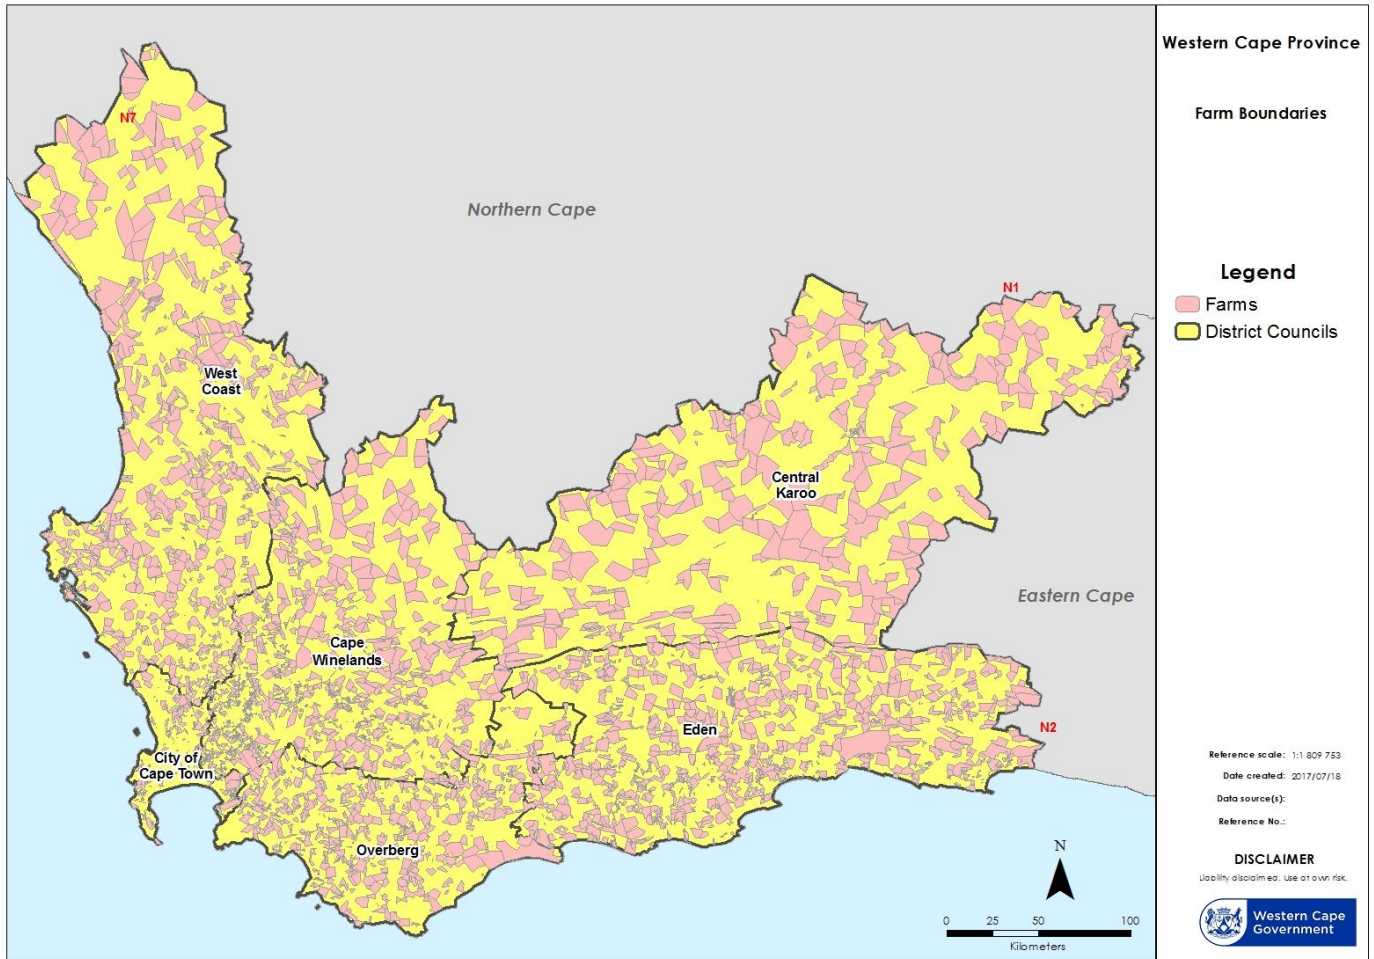 Western Cape Province
Farm Boundaries
N7
Northern Cape
N1
Legend
Farms
District Councils
West
Coast
Central
Karoo
Eastern Cape
Cape
Winelands
Eden
N2
City of
Cape Town
Overberg
Reference scale: 1:1 809 753
Date created: 2017/07/18
Data source(s):
Reference No.:
DISCLAIMER
Liability disclaimed. Use at own risk.
N
0 25 50 100
Kilometers
Western Cape
Government